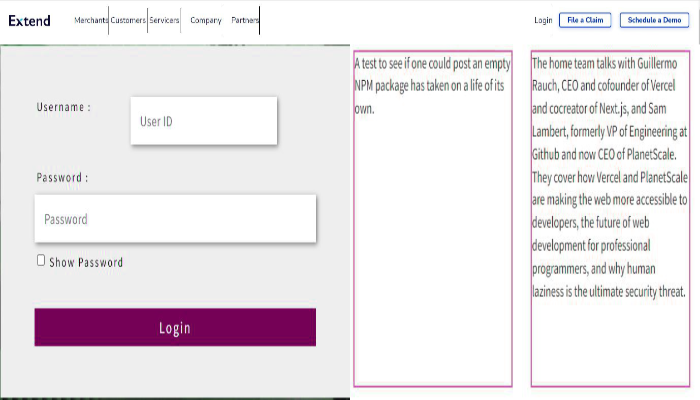 Extend
Merchants Customers Servicers Company Partners
Login File a Claim Schedule a Demo
Username :
User ID
Password :
Password
Show Password
Login
A test to see if one could post an empty
NPM package has taken on a life of its
own.
The home team talks with Guillermo
Rauch, CEO and cofounder of Vercel
and cocreator of Next.js, and Sam
Lambert, formerly VP of Engineering at
Github and now CEO of PlanetScale.
They cover how Vercel and PlanetScale
are making the web more accessible to
developers, the future of web
development for professional
programmers, and why human
laziness is the ultimate security threat.